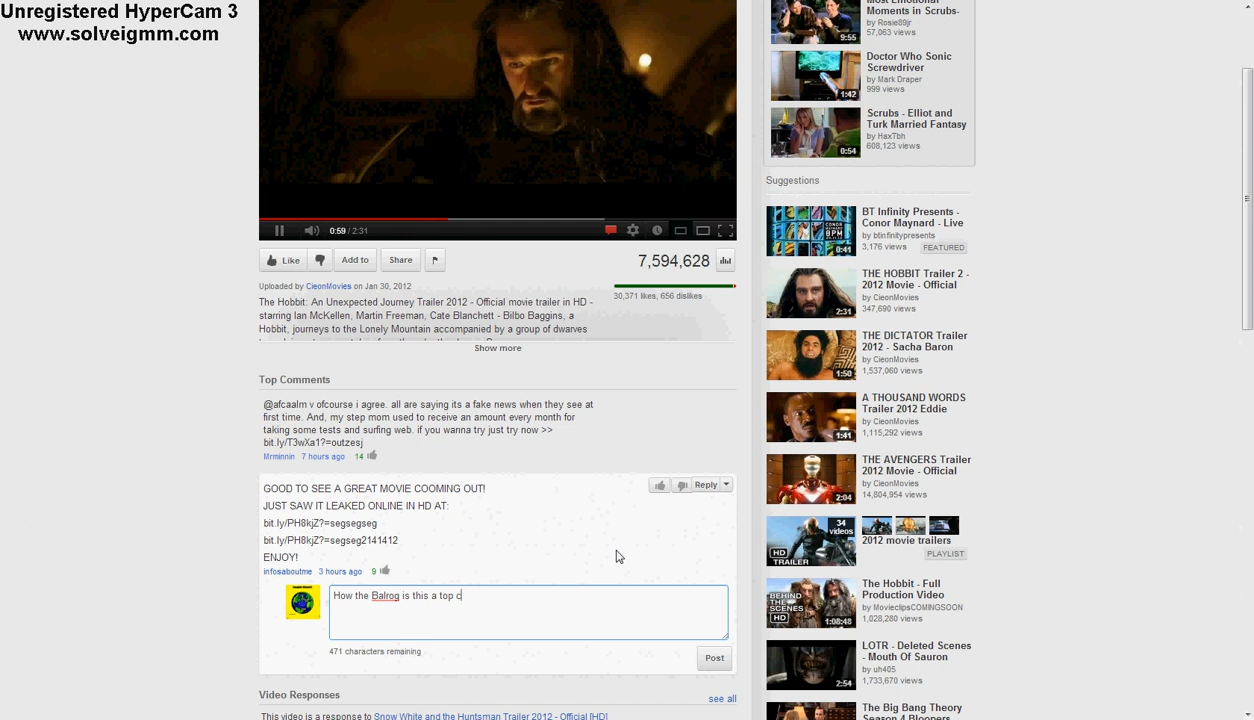 Unregistered HyperCam 3
www.solveigmm.com
0:59 / 2:31
Like
Add to
Share
7,594,628
Uploaded by CieonMovies on Jan 30, 2012
30,371 likes, 656 dislikes
The Hobbit: An Unexpected Journey Trailer 2012 - Official movie trailer in HD -
starring Ian McKellen, Martin Freeman, Cate Blanchett - Bilbo Baggins, a
Hobbit, journeys to the Lonely Mountain accompanied by a group of dwarves
Show more
Top Comments
@afcaalm v ofcourse i agree. all are saying its a fake news when they see at
first time. And, my step mom used to receive an amount every month for
taking some tests and surfing web. if you wanna try just try now >>
bit.ly/T3wXa1?=outzesj
Mrminnin 7 hours ago 14
Reply
GOOD TO SEE A GREAT MOVIE COOMING OUT!
JUST SAW IT LEAKED ONLINE IN HD AT:
bit.ly/PH8kjZ?=segsegseg
bit.ly/PH8kjZ?=segseg2141412
ENJOY!
infosaboutme 3 hours ago 9
How the Balrog is this a top c
471 characters remaining
Post
Video Responses
see all
This video is a response to Snow White and the Huntsman Trailer 2012 - Official [HD]
Moments in Scrubs-
by Rosie89jr
57,063 views
9:55
Doctor Who Sonic
Screwdriver
by Mark Draper
999 views
1:42
Scrubs - Elliot and
Turk Married Fantasy
by HaxTbh
608,123 views
0:54
Suggestions
BT Infinity Presents -
Conor Maynard - Live
by btinfinitypresents
3,176 views
FEATURED
CONOR
MAYNARD
8PM
0:41
THE HOBBIT Trailer 2 -
2012 Movie - Official
by CieonMovies
347,690 views
2:31
THE DICTATOR Trailer
2012 - Sacha Baron
by CieonMovies
1,537,060 views
1:50
A THOUSAND WORDS
Trailer 2012 Eddie
by CieonMovies
1,115,292 views
1:41
THE AVENGERS Trailer
2012 Movie - Official
by CieonMovies
14,804,954 views
2:04
34
videos
HD
TRAILER
2012 movie trailers
PLAYLIST
The Hobbit - Full
Production Video
by MovieclipsCOMINGSOON
1,028,280 views
BEHIND
THE
SCENES
HD
1:08:48
LOTR - Deleted Scenes
- Mouth Of Sauron
by uh405
1,733,670 views
2:54
The Big Bang Theory
Season 4 Bloopers